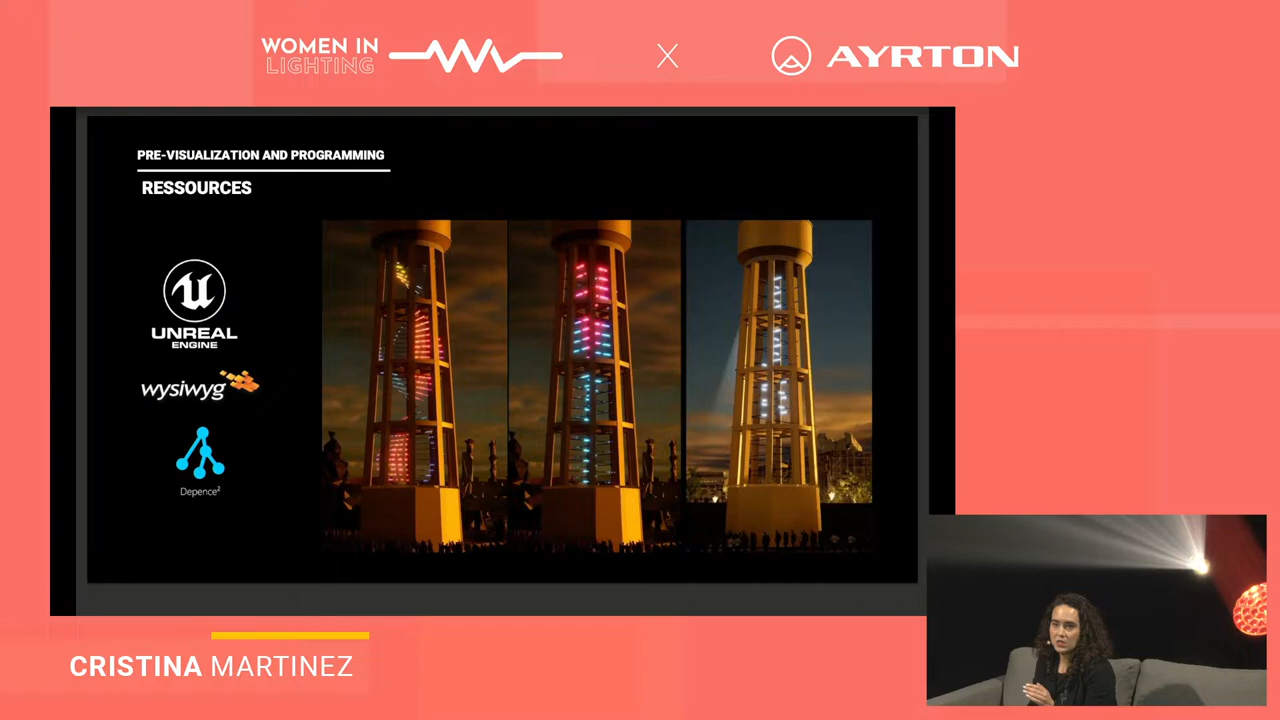 WOMEN IN
LIGHTING
AYRTON
PRE-VISUALIZATION AND PROGRAMMING
RESSOURCES
UNREAL
ENGINE
wysiwyg
Depence²
CRISTINA MARTINEZ